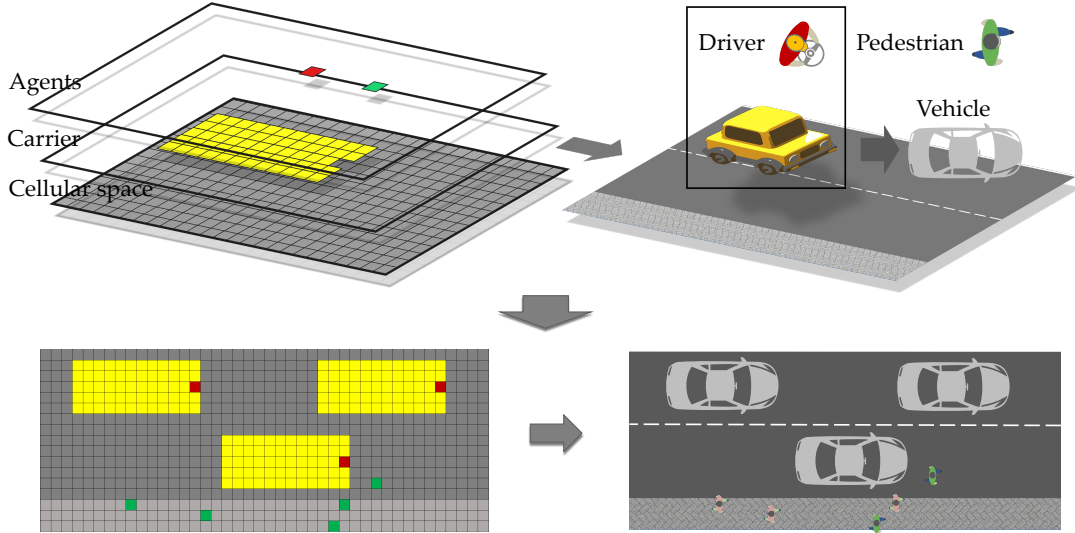 Agents
Carrier
Cellular space
Driver
Pedestrian
Vehicle